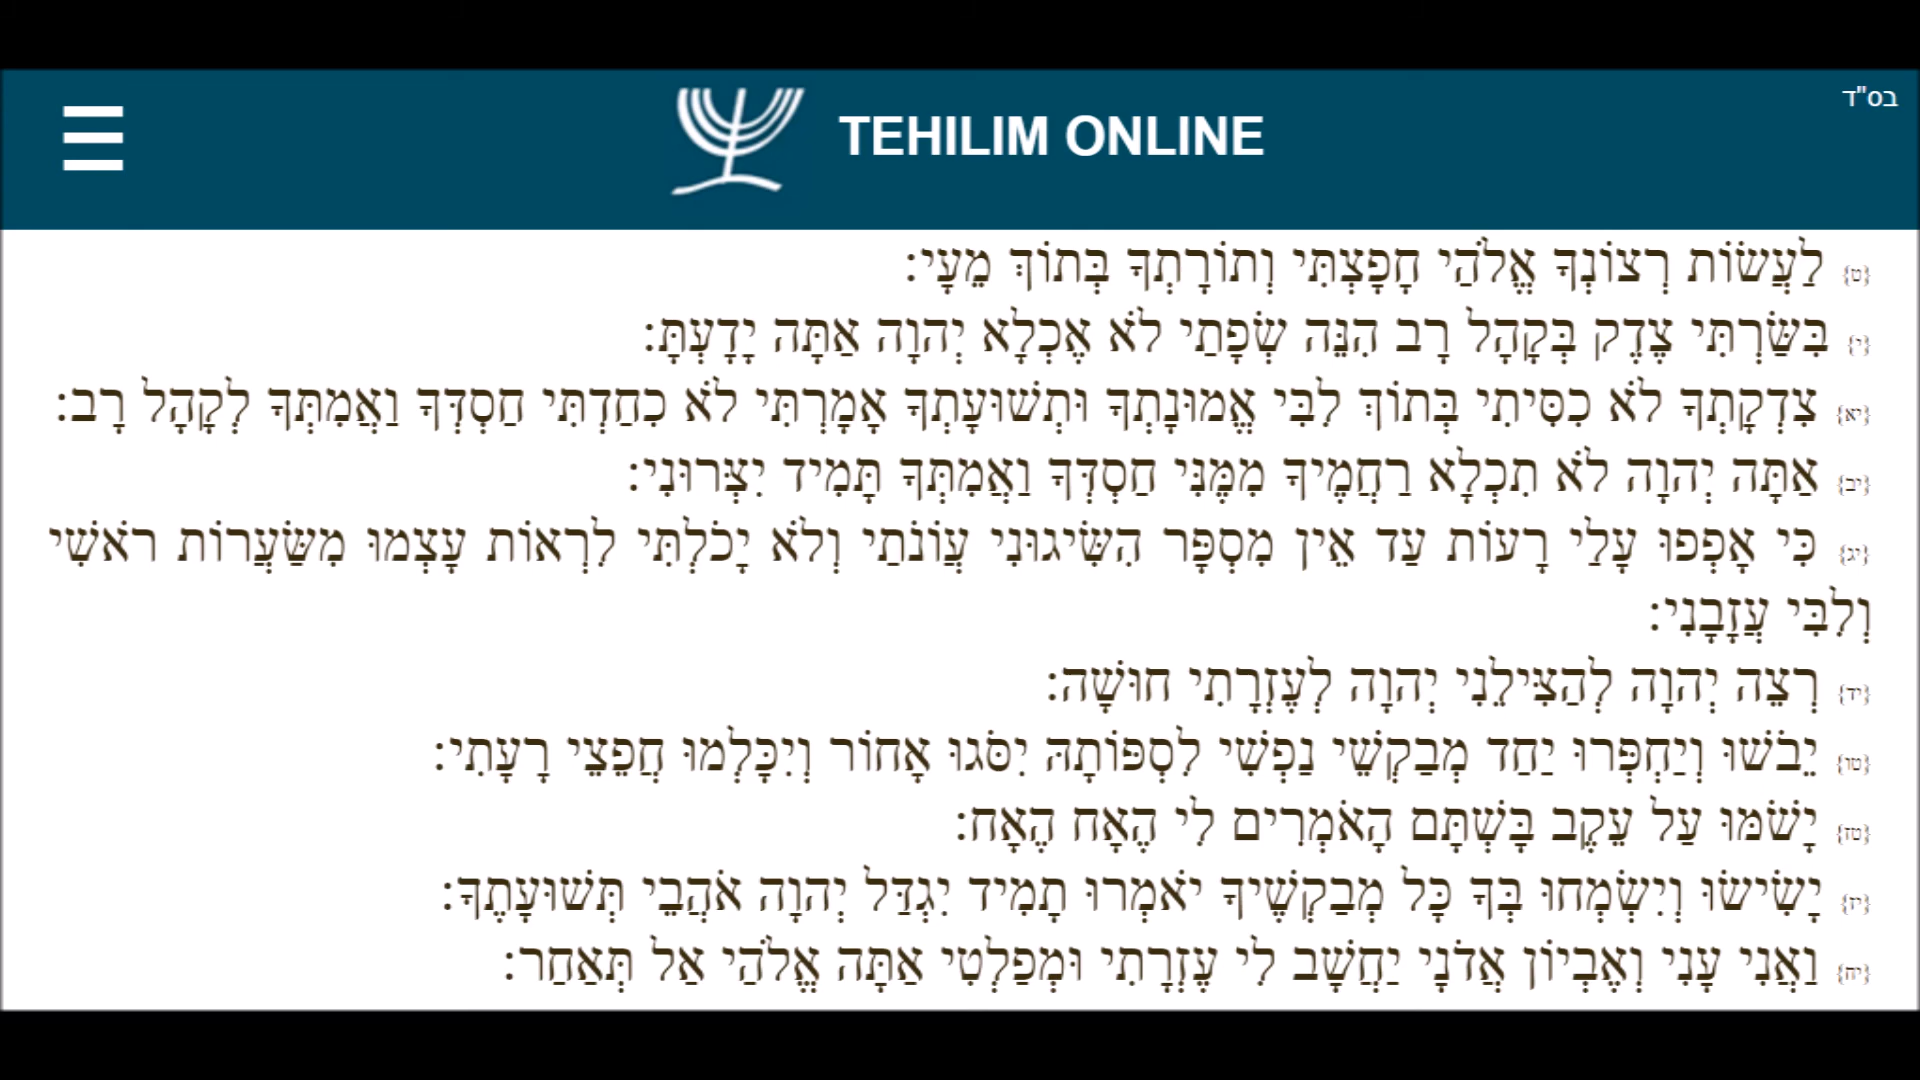 בס"ד
TEHILIM ONLINE
{ט} לַעֲשׂוֹת רְצוֹנְךָ אֱלֹהַי חָפָצְתִּי וְתוֹרָתְךָ בְּתוֹךְ מֵעָי:
{י} בִּשַּׂרְתִּי צֶדֶק בְּקָהָל רָב הִנֵּה שְׂפָתַי לֹא אֶכְלָא יְהוָה אַתָּה יָדָעְתָּ:
{יא} צִדְקָתְךָ לֹא כִסִּיתִי בְּתוֹךְ לִבִּי אֱמוּנָתְךָ וּתְשׁוּעָתְךָ אָמָרְתִּי לֹא כִחַדְתִּי חַסְדְּךָ וַאֲמִתְּךָ לְקָהָל רָב:
{יב} אַתָּה יְהוָה לֹא תִכְלָא רַחֲמֶיךָ מִמֶּנִּי חַסְדְּךָ וַאֲמִתְּךָ תָּמִיד יִצְּרוּנִי:
{יג} כִּי אָפְפוּ עָלַי רָעוֹת עַד אֵין מִסְפָּר הִשִּׂיגוּנִי עֲוֹנֹתַי וְלֹא יָכֹלְתִּי לִרְאוֹת עָצְמוּ מִשַּׂעֲרוֹת רֹאשִׁי
וְלִבִּי עֲזָבָנִי:
{יד} רְצֵה יְהוָה לְהַצִּילֵנִי יְהוָה לְעֶזְרָתִי חוּשָׁה:
{טו} יֵבֹשׁוּ וְיַחְפְּרוּ יַחַד מְבַקְשֵׁי נַפְשִׁי לִסְפּוֹתָהּ יִסֹּגוּ אָחוֹר וְיִכָּלְמוּ חֲפֵצֵי רָעָתִי:
{טז} יָשֹׁמּוּ עַל עֵקֶב בָּשְׁתָּם הָאֹמְרִים לִי הֶאָח הֶאָח:
{יז} יָשִׂישׂוּ וְיִשְׂמְחוּ בְּךָ כָּל מְבַקְשֶׁיךָ יֹאמְרוּ תָמִיד יִגְדַּל יְהוָה אֹהֲבֵי תְּשׁוּעָתֶךָ:
{יח} וַאֲנִי עָנִי וְאֶבְיוֹן אֲדֹנָי יַחֲשָׁב לִי עֶזְרָתִי וּמְפַלְטִי אַתָּה אֱלֹהַי אַל תְּאַחַר: